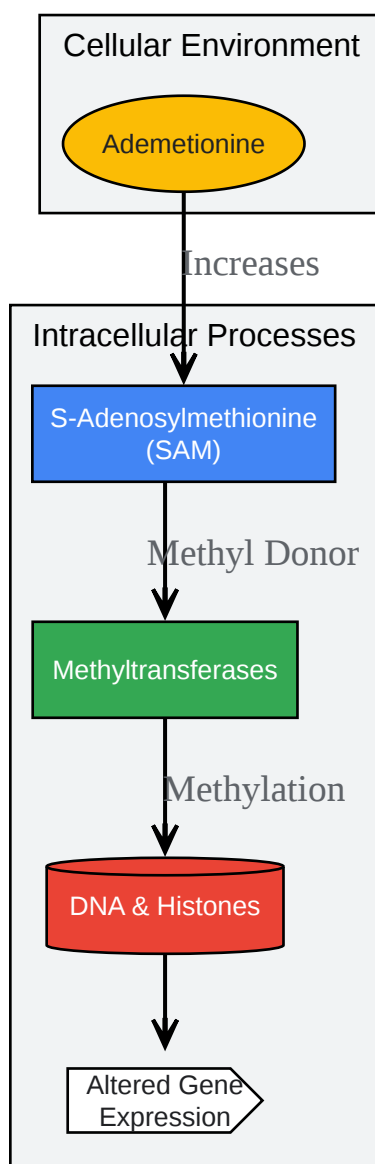 Cellular Environment
Ademetionine
Increases
Intracellular Processes
S-Adenosylmethionine
(SAM)
Methyl Donor
Methyltransferases
Methylation
DNA & Histones
Altered Gene
Expression